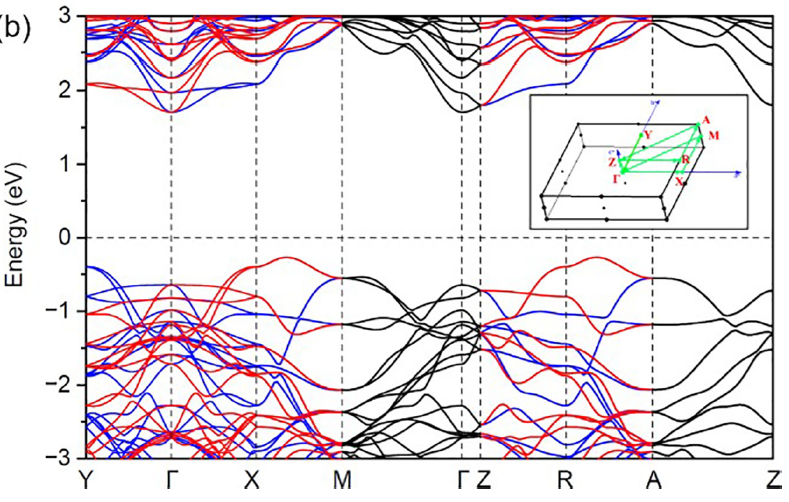 (b)
3
2
1
0
−1
−2
−3
Energy (eV)
A
M
Y
Z
R
Γ
X
Y Γ X M Γ Z R A Z